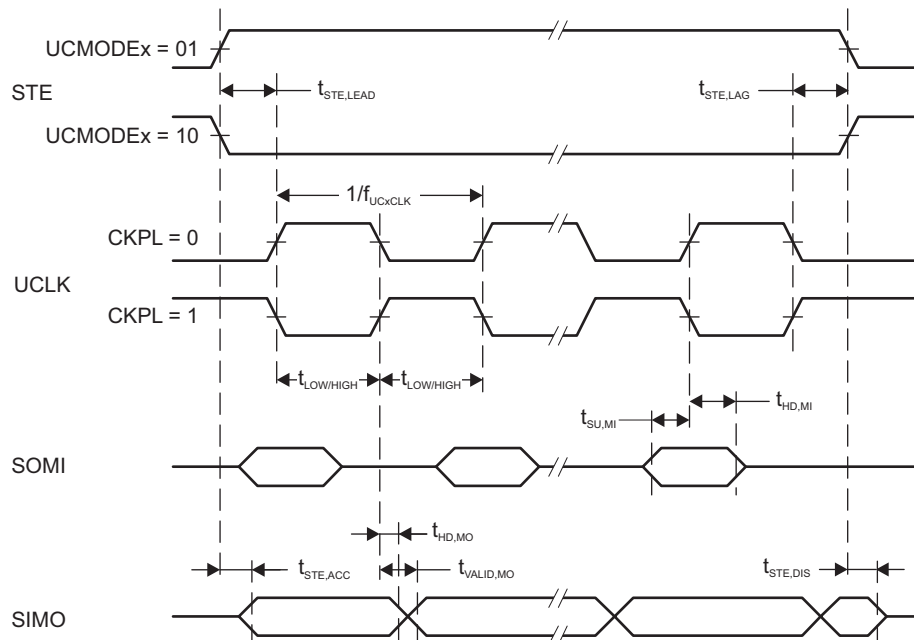 UCMODEx = 01
STE
tSTE,LEAD
tSTE,LAG
UCMODEx = 10
1/fUCxCLK
CKPL = 0
UCLK
CKPL = 1
tLOW/HIGH
tLOW/HIGH
tSU,MI
tHD,MI
SOMI
tHD,MO
tSTE,ACC
tVALID,MO
tSTE,DIS
SIMO